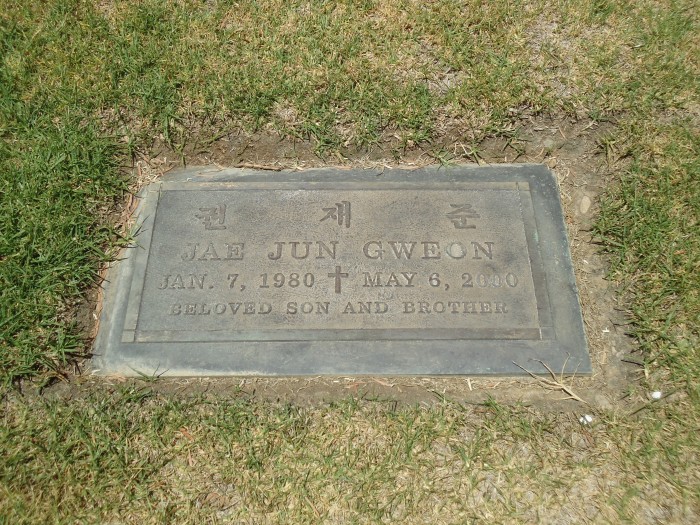 권 재 준
JAE JUN GWEON
JAN. 7, 1980 ✝ MAY 6, 2000
BELOVED SON AND BROTHER